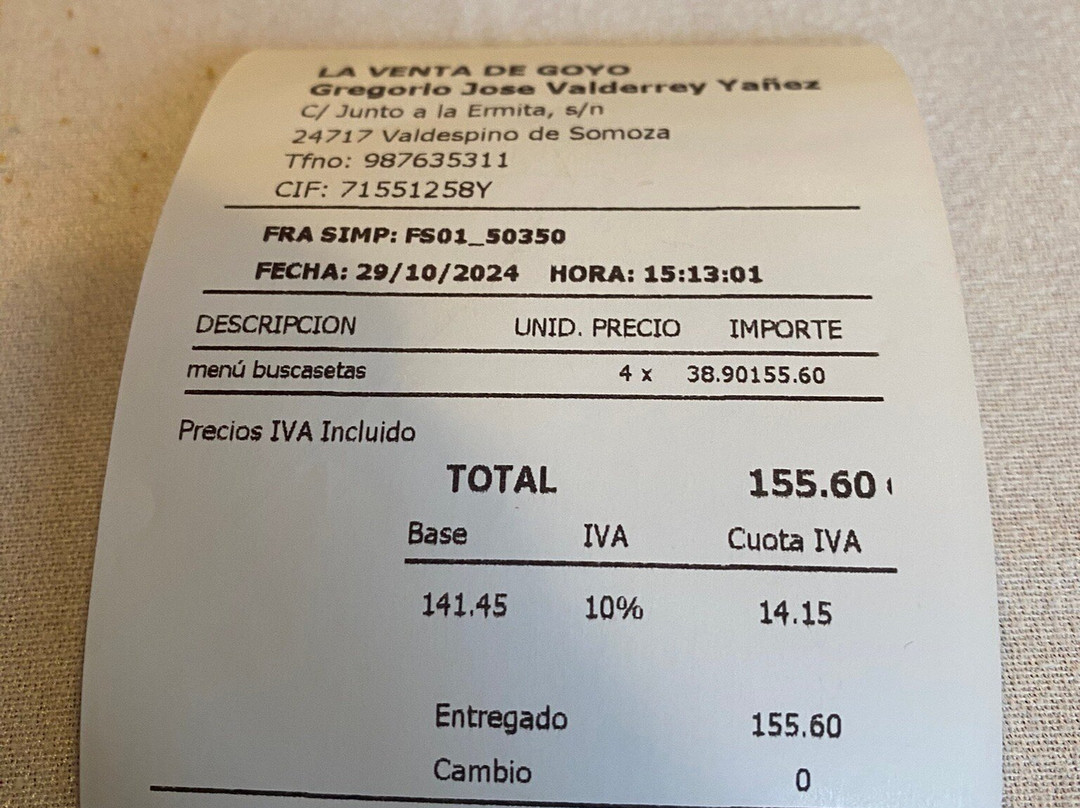 LA VENTA DE GOYO
Gregorio Jose Valderrey Yañez
C/ Junto a la Ermita, s/n
24717 Valdespino de Somoza
Tfno: 987635311
CIF: 71551258Y
FRA SIMP: FS01_50350
FECHA: 29/10/2024 HORA: 15:13:01
DESCRIPCION UNID. PRECIO IMPORTE
menú buscasetas 4 x 38.90155.60
Precios IVA Incluido
TOTAL 155.60
Base IVA Cuota IVA
141.45 10% 14.15
Entregado 155.60
Cambio 0